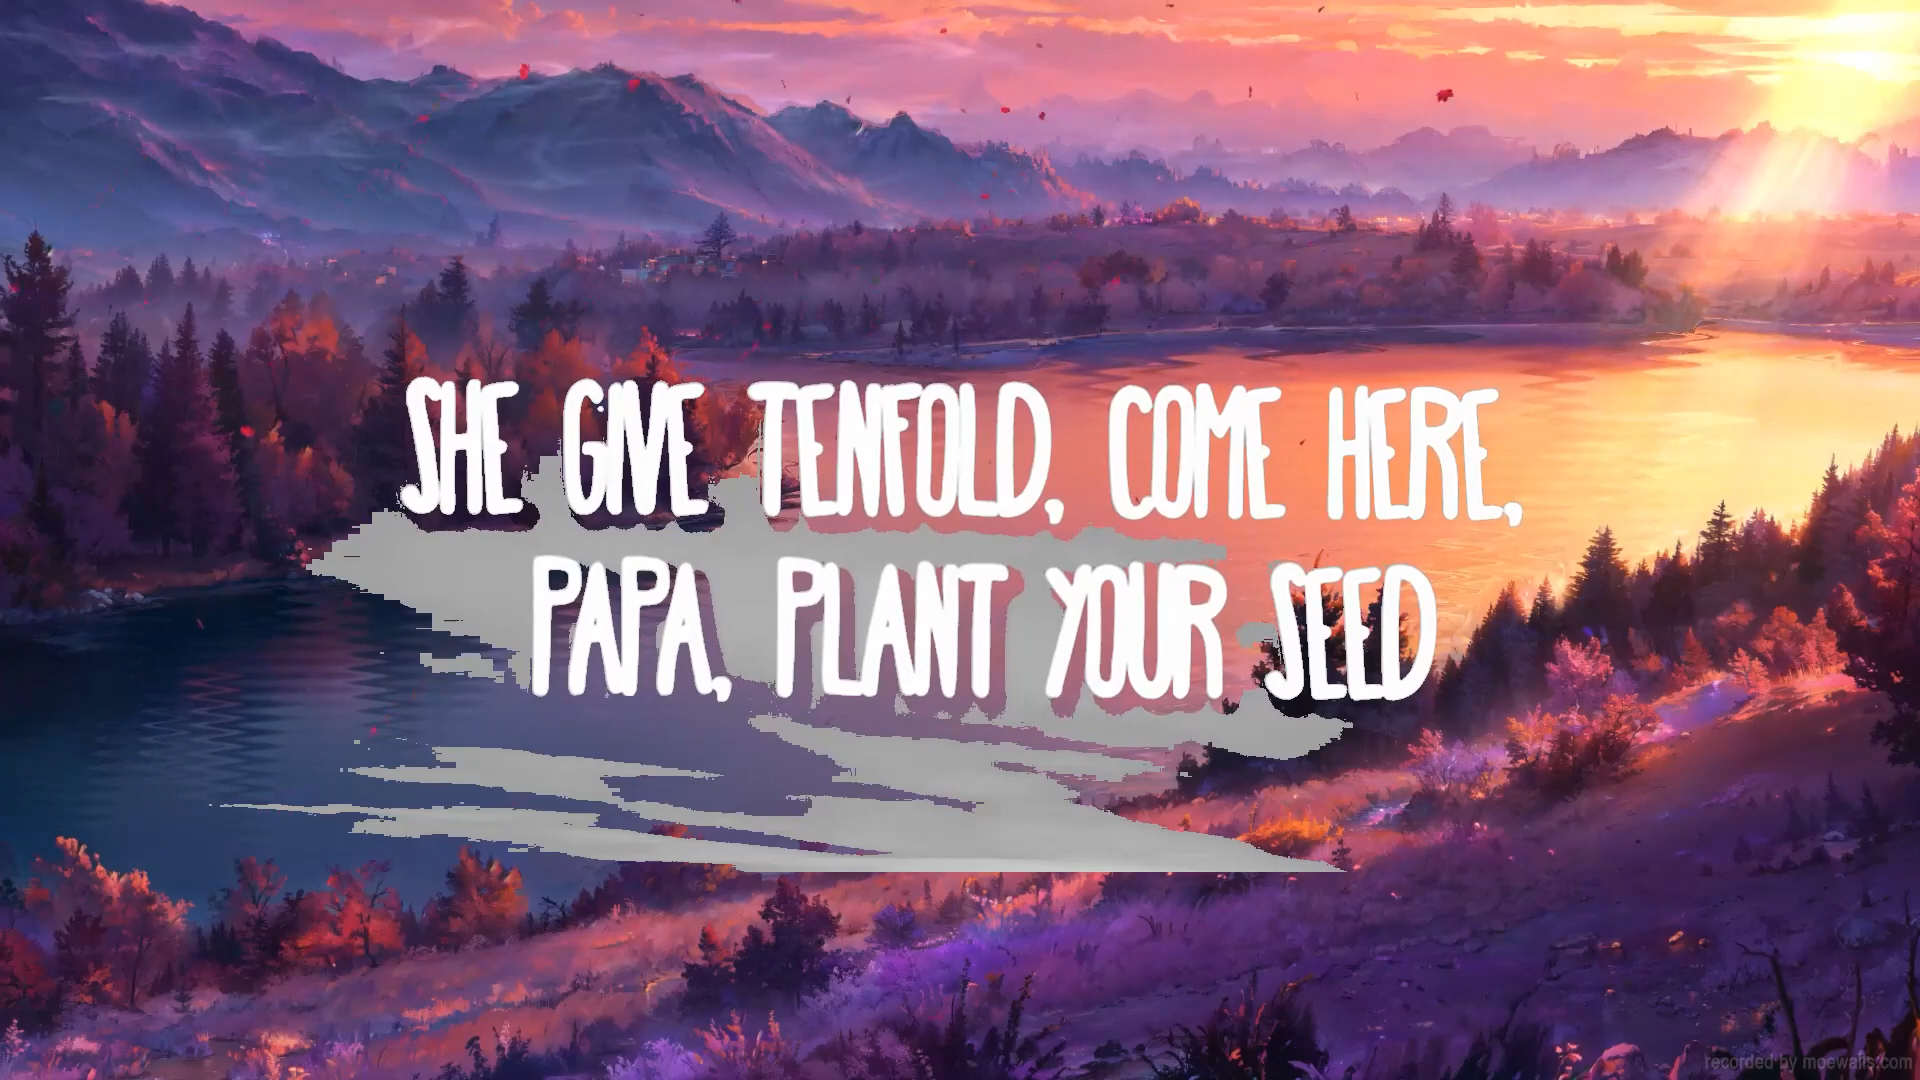 SHE GIVE TENFOLD, COME HERE,
PAPA, PLANT YOUR SEED
recorded by moewalls.com